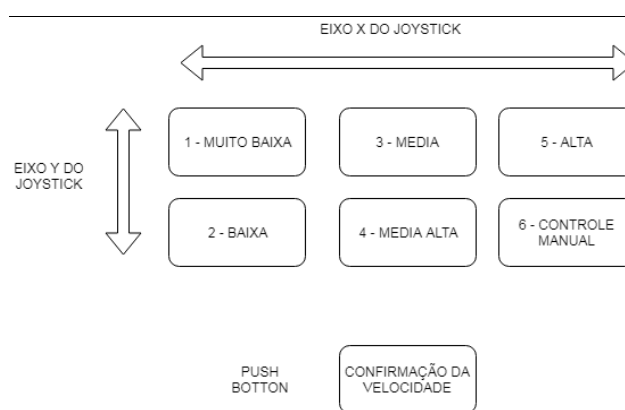 EIXO X DO JOYSTICK
EIXO Y DO
JOYSTICK
1 - MUITO BAIXA
3 - MEDIA
5 - ALTA
2 - BAIXA
4 - MEDIA ALTA
6 - CONTROLE
MANUAL
PUSH
BOTTON
CONFIRMAÇÃO DA
VELOCIDADE